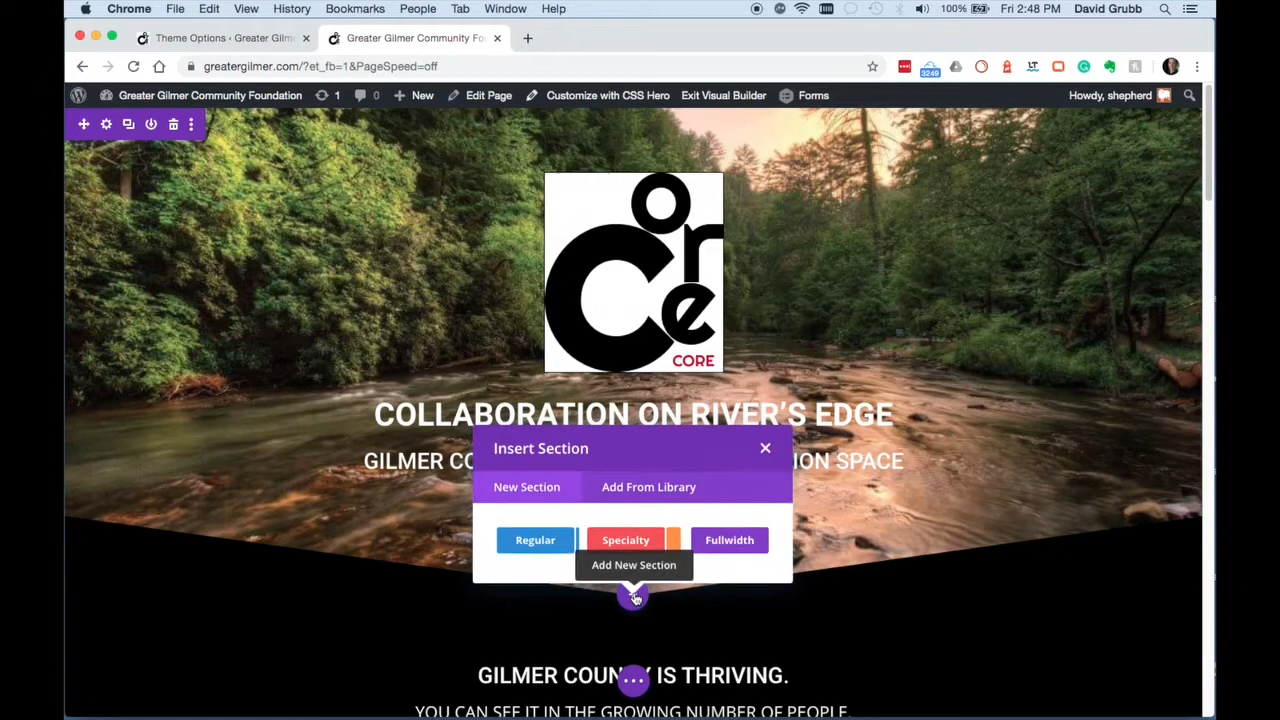 Chrome File Edit View History Bookmarks People Tab Window Help 100% Fri 2:48 PM David Grubb
Theme Options ‹ Greater Gilm
Greater Gilmer Community Fo
greatergilmer.com/?et_fb=1&PageSpeed=off
3249
LT
Greater Gilmer Community Foundation 1 0 New Edit Page Customize with CSS Hero Exit Visual Builder Forms Howdy, shepherd
Core
CORE
COLLABORATION ON RIVER'S EDGE
GILMER CO
ION SPACE
Insert Section
New Section Add From Library
Regular Specialty Fullwidth
Add New Section
GILMER COUN IS THRIVING.
YOU CAN SEE IT IN THE GROWING NUMBER OF PEOPLE,